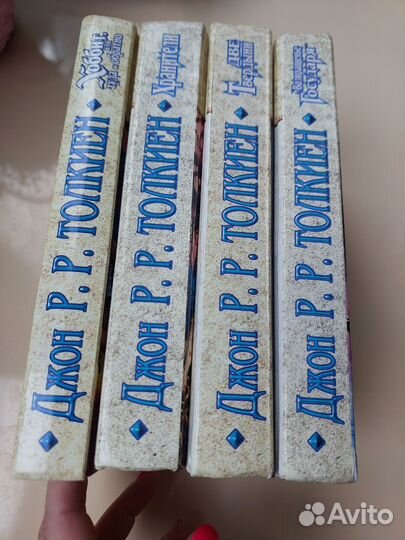 Джон Р. Р. ТОЛКИЕН
Хоббит,
или
туда и обратно
Джон Р. Р. ТОЛКИЕН
Хранители
Джон Р. Р. ТОЛКИЕН
ДВЕ
Твердыни
Джон Р. Р. ТОЛКИЕН
Возвращение
Государя
Avito